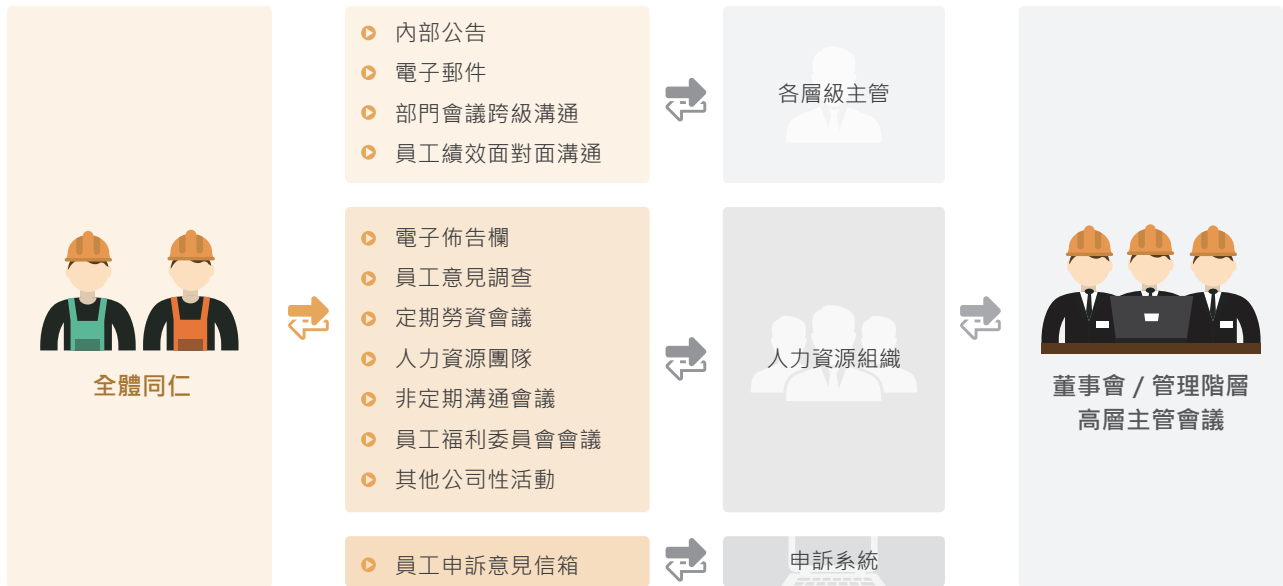 全體同仁
內部公告
電子郵件
部門會議跨級溝通
員工績效面對面溝通
各層級主管
電子佈告欄
員工意見調查
定期勞資會議
人力資源團隊
非定期溝通會議
員工福利委員會會議
其他公司性活動
人力資源組織
員工申訴意見信箱
申訴系統
董事會 / 管理階層
高層主管會議